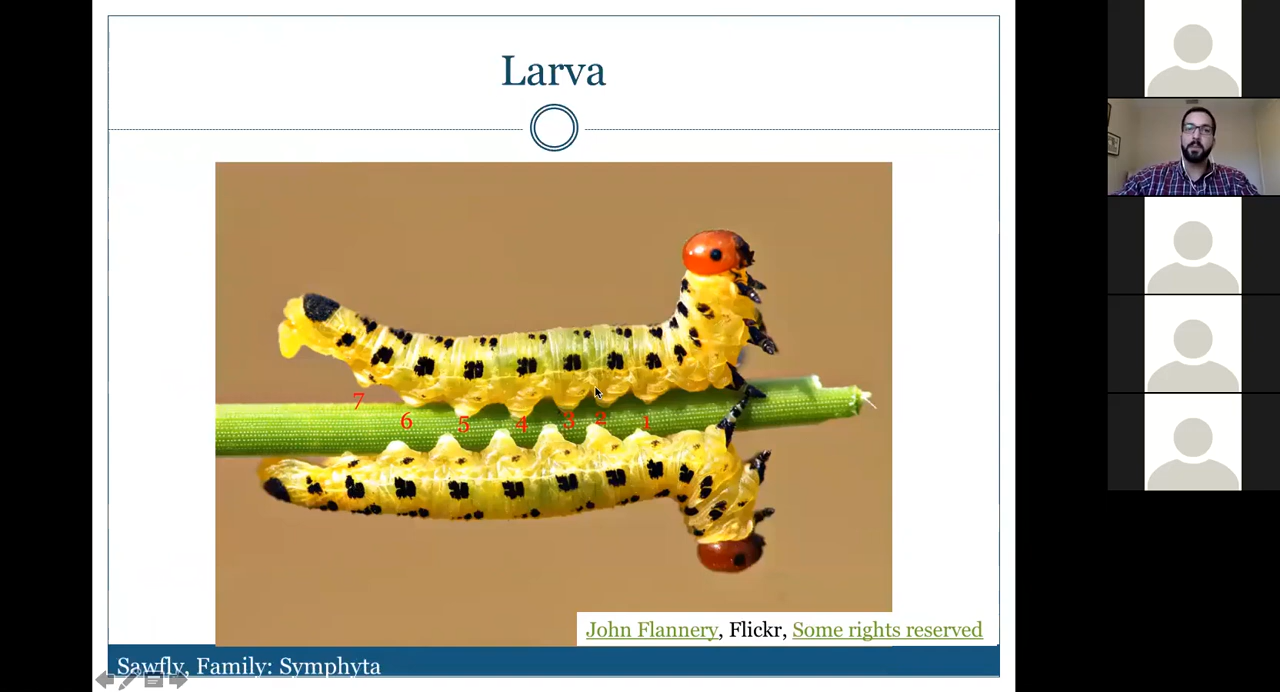 Larva
7
6
5
4
3
2
1
John Flannery, Flickr, Some rights reserved
Sawfly, Family: Symphyta